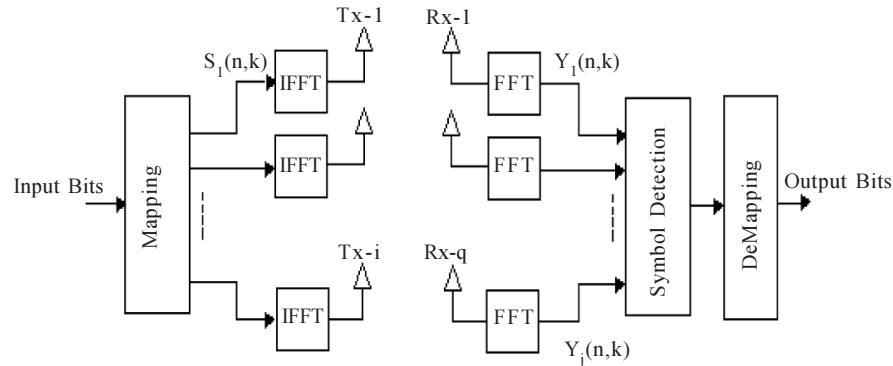 Tx-1
Rx-1
S1(n,k)
IFFT
FFT
Y1(n,k)
IFFT
FFT
Input Bits
Mapping
Symbol Detection
DeMapping
Output Bits
Tx-i
Rx-q
IFFT
FFT
Yi(n,k)